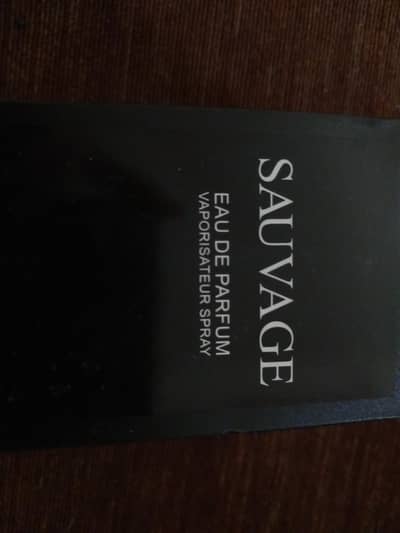 SAUVAGE
EAU DE PARFUM
VAPORISATEUR SPRAY